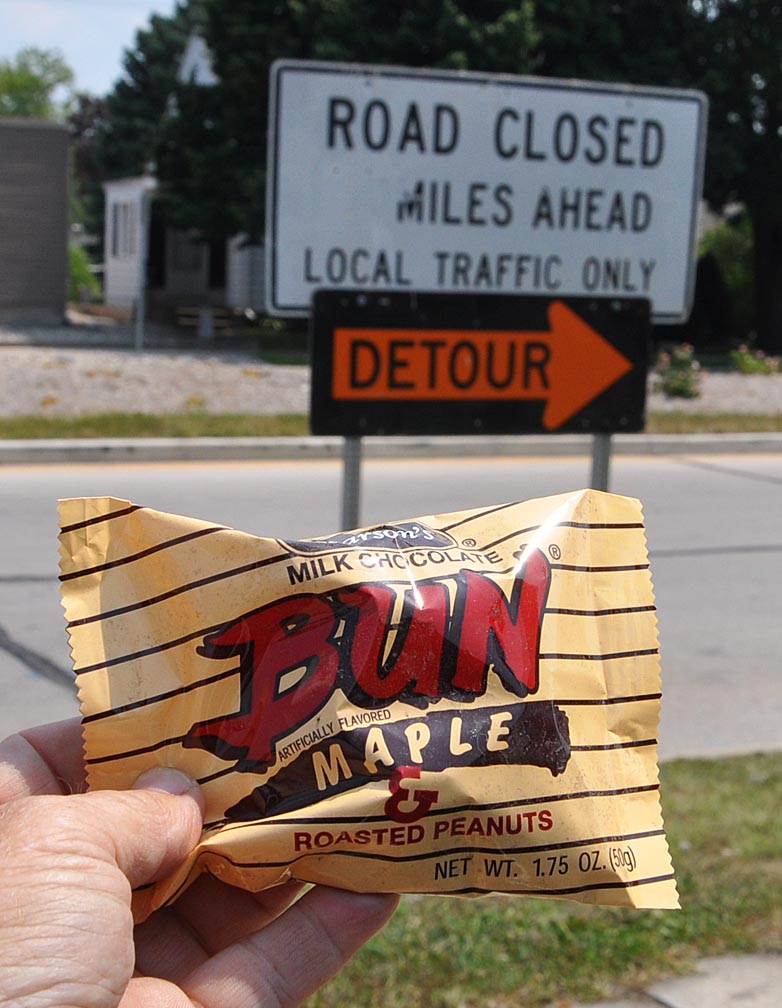 ROAD CLOSED
MILES AHEAD
LOCAL TRAFFIC ONLY
DETOUR
arson's ®
MILK CHOCOLATE
BUN ®
ARTIFICIALLY FLAVORED
MAPLE
&
ROASTED PEANUTS
NET WT. 1.75 OZ. (50g)